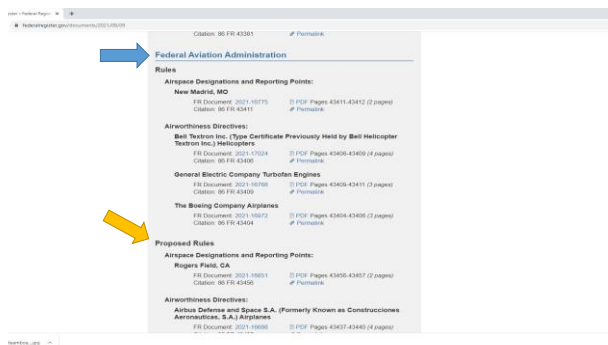 federalregister.gov/documents/2021/08/09
Citation: 86 FR 43381 Permalink
Federal Aviation Administration
Rules
Airspace Designations and Reporting Points:
New Madrid, MO
FR Document: 2021-16775 PDF Pages 43411-43412 (2 pages)
Citation: 86 FR 43411 Permalink
Airworthiness Directives:
Bell Textron Inc. (Type Certificate Previously Held by Bell Helicopter
Textron Inc.) Helicopters
FR Document: 2021-17024 PDF Pages 43406-43409 (4 pages)
Citation: 86 FR 43406 Permalink
General Electric Company Turbofan Engines
FR Document: 2021-16768 PDF Pages 43409-43411 (3 pages)
Citation: 86 FR 43409 Permalink
The Boeing Company Airplanes
FR Document: 2021-16672 PDF Pages 43404-43406 (3 pages)
Citation: 86 FR 43404 Permalink
Proposed Rules
Airspace Designations and Reporting Points:
Rogers Field, CA
FR Document: 2021-16651 PDF Pages 43456-43457 (2 pages)
Citation: 86 FR 43456 Permalink
Airworthiness Directives:
Airbus Defense and Space S.A. (Formerly Known as Construcciones
Aeronauticas, S.A.) Airplanes
FR Document: 2021-16686 PDF Pages 43437-43440 (4 pages)